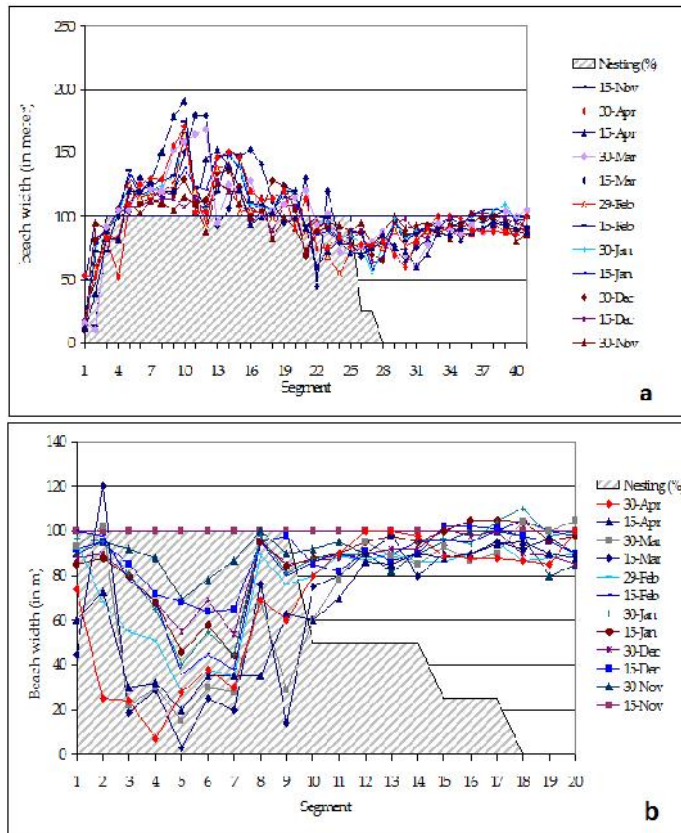 250
200
150
100
50
0
beach width (in meter)
1 4 7 10 13 16 19 22 25 28 31 34 37 40
Segment
Nesting (%)
15-Nov
30-Apr
15-Apr
30-Mar
15-Mar
29-Feb
15-Feb
30-Jan
15-Jan
30-Dec
15-Dec
30-Nov
a
140
120
100
80
60
40
20
0
Beach width (in m)
1 2 3 4 5 6 7 8 9 10 11 12 13 14 15 16 17 18 19 20
Segment
Nesting (%)
30-Apr
15-Apr
30-Mar
15-Mar
29-Feb
15-Feb
30-Jan
15-Jan
30-Dec
15-Dec
30-Nov
15-Nov
b